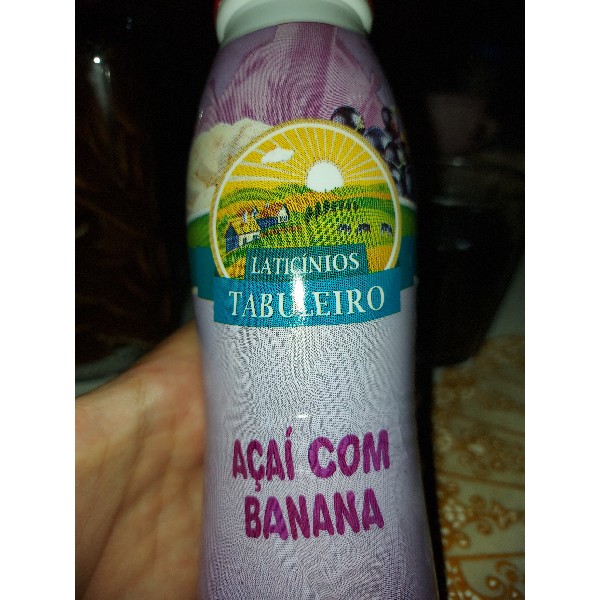 LATICÍNIOS
TABULEIRO
AÇAÍ COM
BANANA